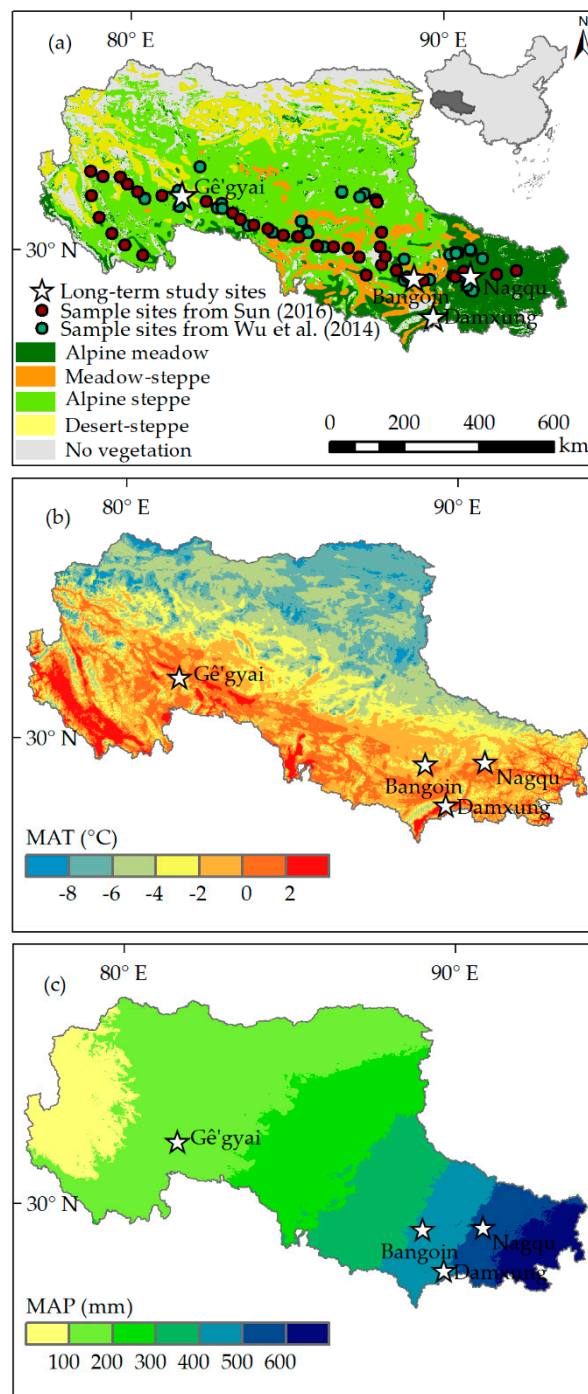 (a)
80° E
90° E
N
Gê'gyai
30° N
Bangoin
Nagqu
Damxung
Long-term study sites
Sample sites from Sun (2016)
Sample sites from Wu et al. (2014)
Alpine meadow
Meadow-steppe
Alpine steppe
Desert-steppe
No vegetation
0 200 400 600
km
80° E
90° E
(b)
Gê'gyai
30° N
Bangoin
Nagqu
Damxung
MAT (°C)
-8 -6 -4 -2 0 2
80° E
90° E
(c)
Gê'gyai
30° N
Bangoin
Nagqu
Damxung
MAP (mm)
100 200 300 400 500 600